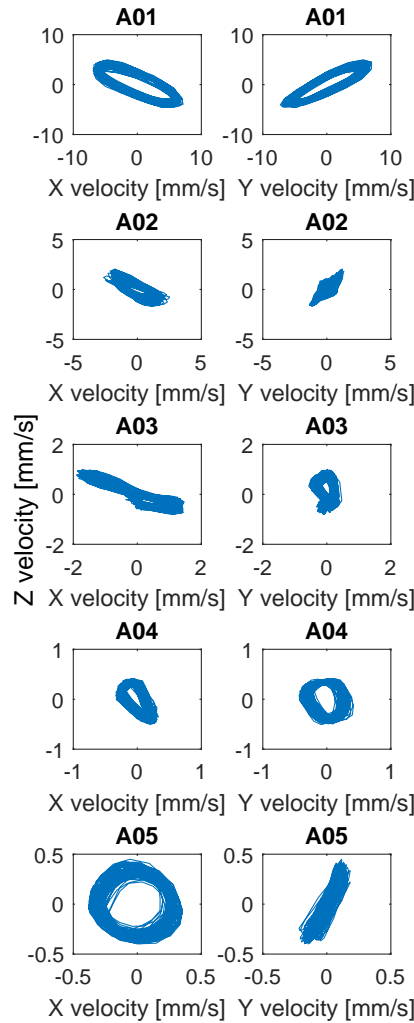 A01 A01
10 10
0 0
-10 -10
-10 0 10 -10 0 10
X velocity [mm/s] Y velocity [mm/s]
A02 A02
5 5
0 0
-5 -5
-5 0 5 -5 0 5
X velocity [mm/s] Y velocity [mm/s]
A03 A03
2 2
0 0
-2 -2
-2 0 2 -2 0 2
X velocity [mm/s] Y velocity [mm/s]
Z velocity [mm/s]
A04 A04
1 1
0 0
-1 -1
-1 0 1 -1 0 1
X velocity [mm/s] Y velocity [mm/s]
A05 A05
0.5 0.5
0 0
-0.5 -0.5
-0.5 0 0.5 -0.5 0 0.5
X velocity [mm/s] Y velocity [mm/s]